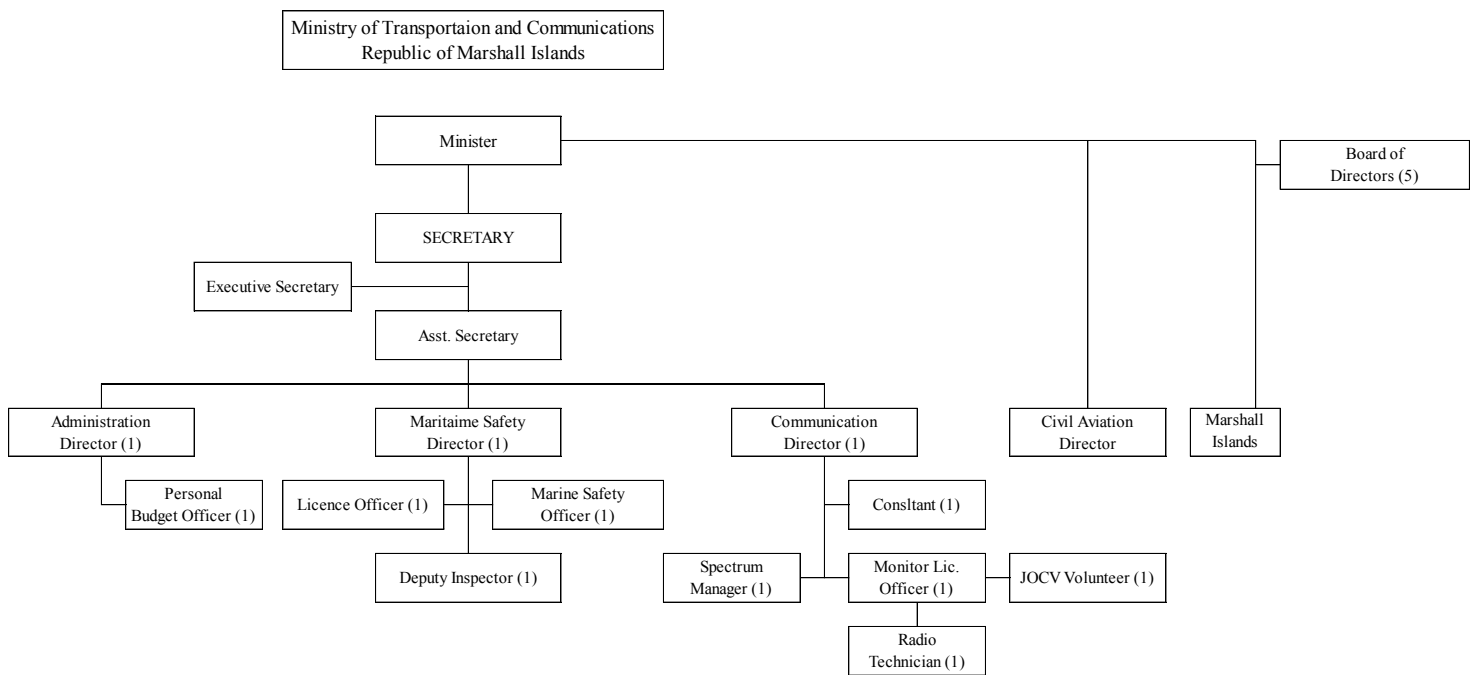 Ministry of Transportaion and Communications
Republic of Marshall Islands
Minister
Board of
Directors (5)
SECRETARY
Executive Secretary
Asst. Secretary
Administration
Director (1)
Maritaime Safety
Director (1)
Communication
Director (1)
Civil Aviation
Director
Marshall
Islands
Personal
Budget Officer (1)
Licence Officer (1)
Marine Safety
Officer (1)
Consltant (1)
Deputy Inspector (1)
Spectrum
Manager (1)
Monitor Lic.
Officer (1)
JOCV Volunteer (1)
Radio
Technician (1)